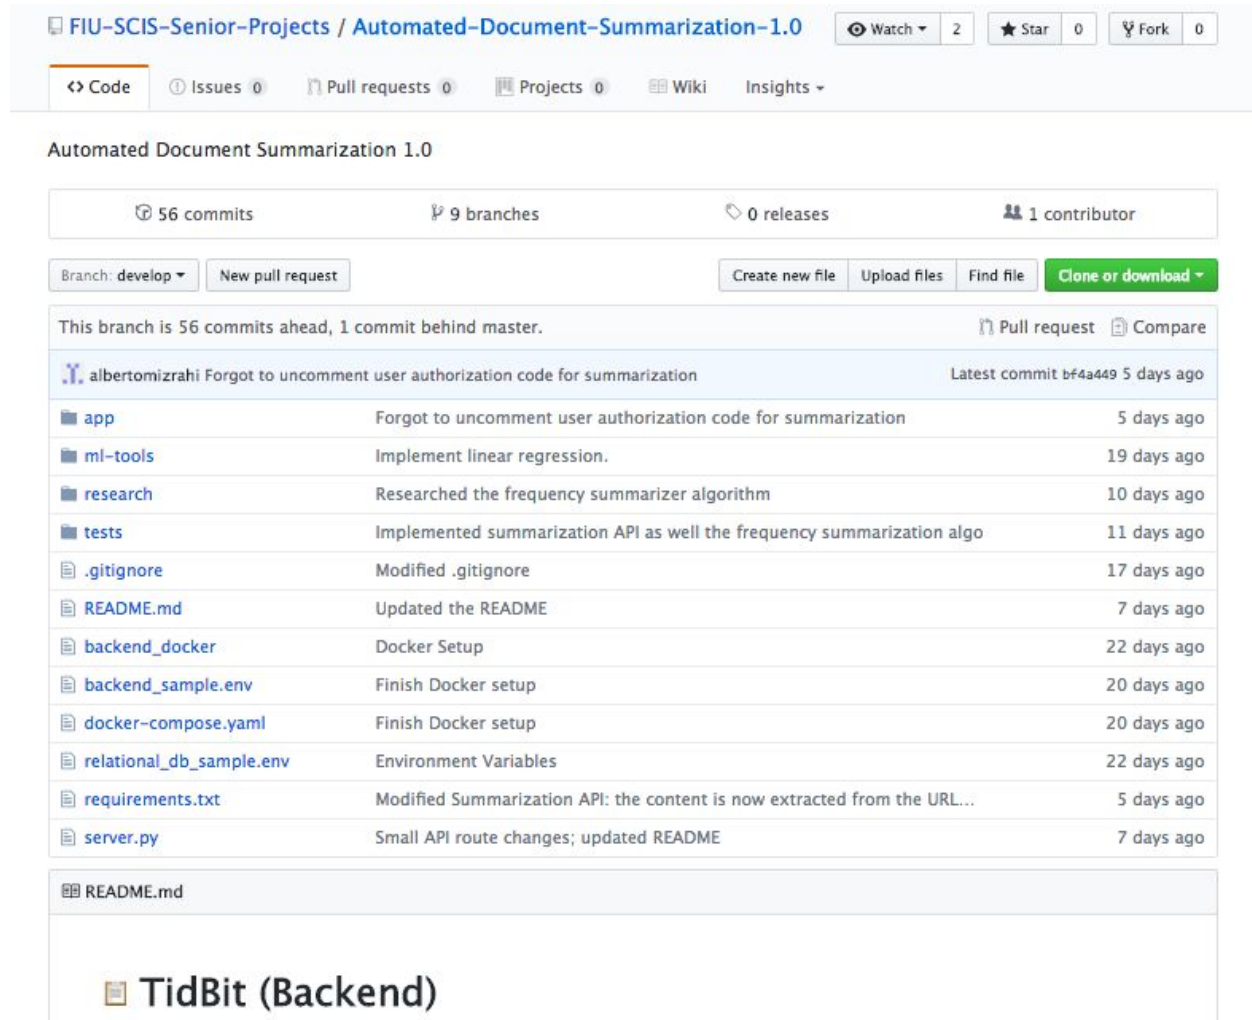 FIU-SCIS-Senior-Projects / Automated-Document-Summarization-1.0 Watch 2 Star 0 Fork 0
Code Issues 0 Pull requests 0 Projects 0 Wiki Insights
Automated Document Summarization 1.0
56 commits 9 branches 0 releases 1 contributor
Branch: develop New pull request Create new file Upload files Find file Clone or download
This branch is 56 commits ahead, 1 commit behind master. Pull request Compare
albertomizrahi Forgot to uncomment user authorization code for summarization Latest commit bf4a449 5 days ago
app Forgot to uncomment user authorization code for summarization 5 days ago
ml-tools Implement linear regression. 19 days ago
research Researched the frequency summarizer algorithm 10 days ago
tests Implemented summarization API as well the frequency summarization algo 11 days ago
.gitignore Modified .gitignore 17 days ago
README.md Updated the README 7 days ago
backend_docker Docker Setup 22 days ago
backend_sample.env Finish Docker setup 20 days ago
docker-compose.yaml Finish Docker setup 20 days ago
relational_db_sample.env Environment Variables 22 days ago
requirements.txt Modified Summarization API: the content is now extracted from the URL... 5 days ago
server.py Small API route changes; updated README 7 days ago
README.md
TidBit (Backend)